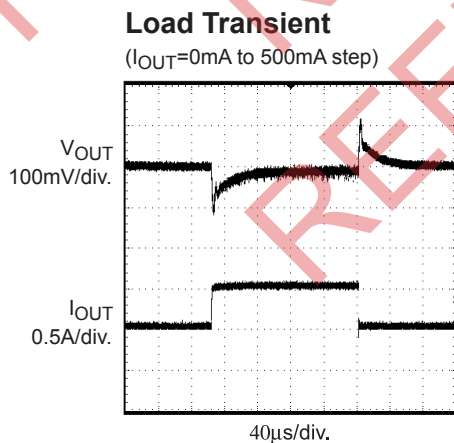 Load Transient
(IOUT=0mA to 500mA step)
VOUT
100mV/div.
IOUT
0.5A/div.
40μs/div.